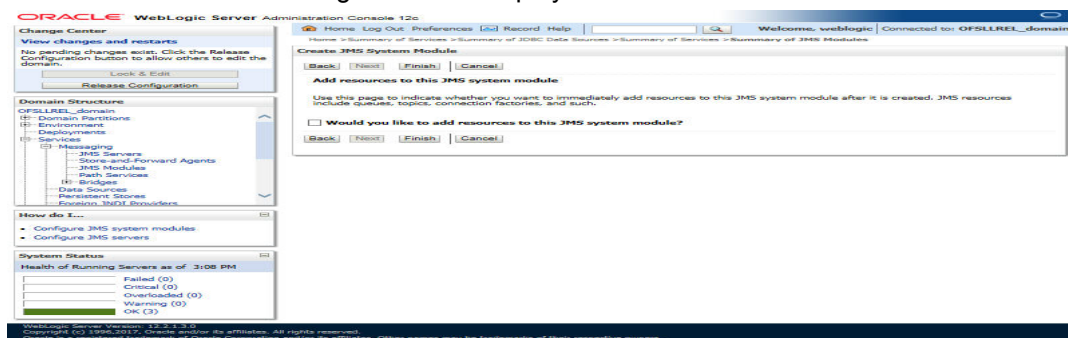 ORACLE WebLogic Server Administration Console 12c
Change Center
View changes and restarts
No pending changes exist. Click the Release
Configuration button to allow others to edit the
domain.
Lock & Edit
Release Configuration
Domain Structure
OFSLLREL_domain
Domain Partitions
Environment
Deployments
Services
Messaging
JMS Servers
Store-and-Forward Agents
JMS Modules
Path Services
Bridges
Data Sources
Persistent Stores
Foreign JNDI Providers
How do I...
Configure JMS system modules
Configure JMS servers
System Status
Health of Running Servers as of 3:08 PM
Failed (0)
Critical (0)
Overloaded (0)
Warning (0)
OK (3)
Home Log Out Preferences Record Help
Welcome, weblogic Connected to: OFSLLREL_domain
Home >Summary of Services >Summary of JDBC Data Sources >Summary of Services >Summary of JMS Modules
Create JMS System Module
Back Next Finish Cancel
Add resources to this JMS system module
Use this page to indicate whether you want to immediately add resources to this JMS system module after it is created. JMS resources
include queues, topics, connection factories, and such.
Would you like to add resources to this JMS system module?
Back Next Finish Cancel
WebLogic Server Version: 12.2.1.3.0
Copyright (c) 1996,2017, Oracle and/or its affiliates. All rights reserved.